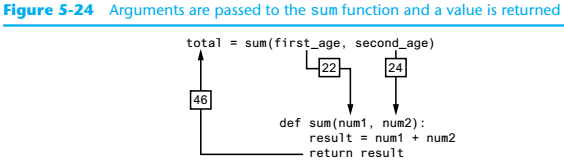 Figure 5-24 Arguments are passed to the sum function and a value is returned
total = sum(first_age, second_age)
22
24
46
def sum(num1, num2):
result = num1 + num2
return result